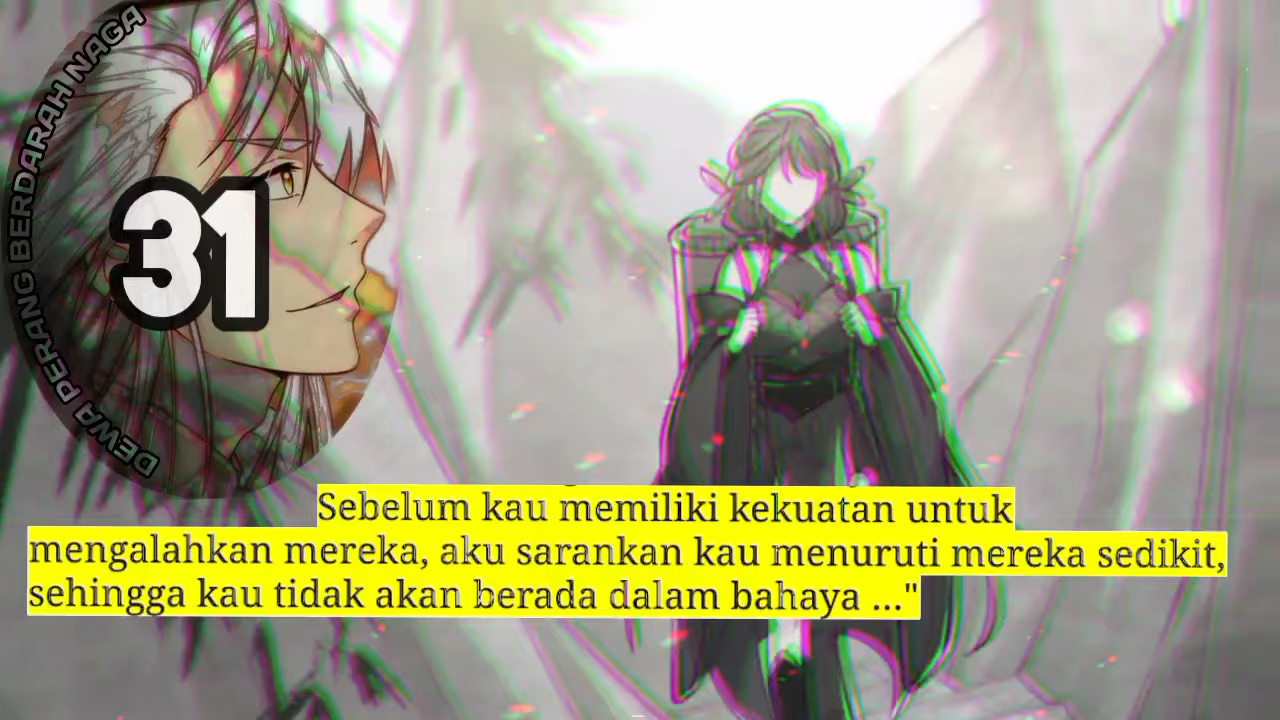 DEWA PERANG BERDARAH NAGA
31
Sebelum kau memiliki kekuatan untuk
mengalahkan mereka, aku sarankan kau menuruti mereka sedikit,
sehingga kau tidak akan berada dalam bahaya ..."